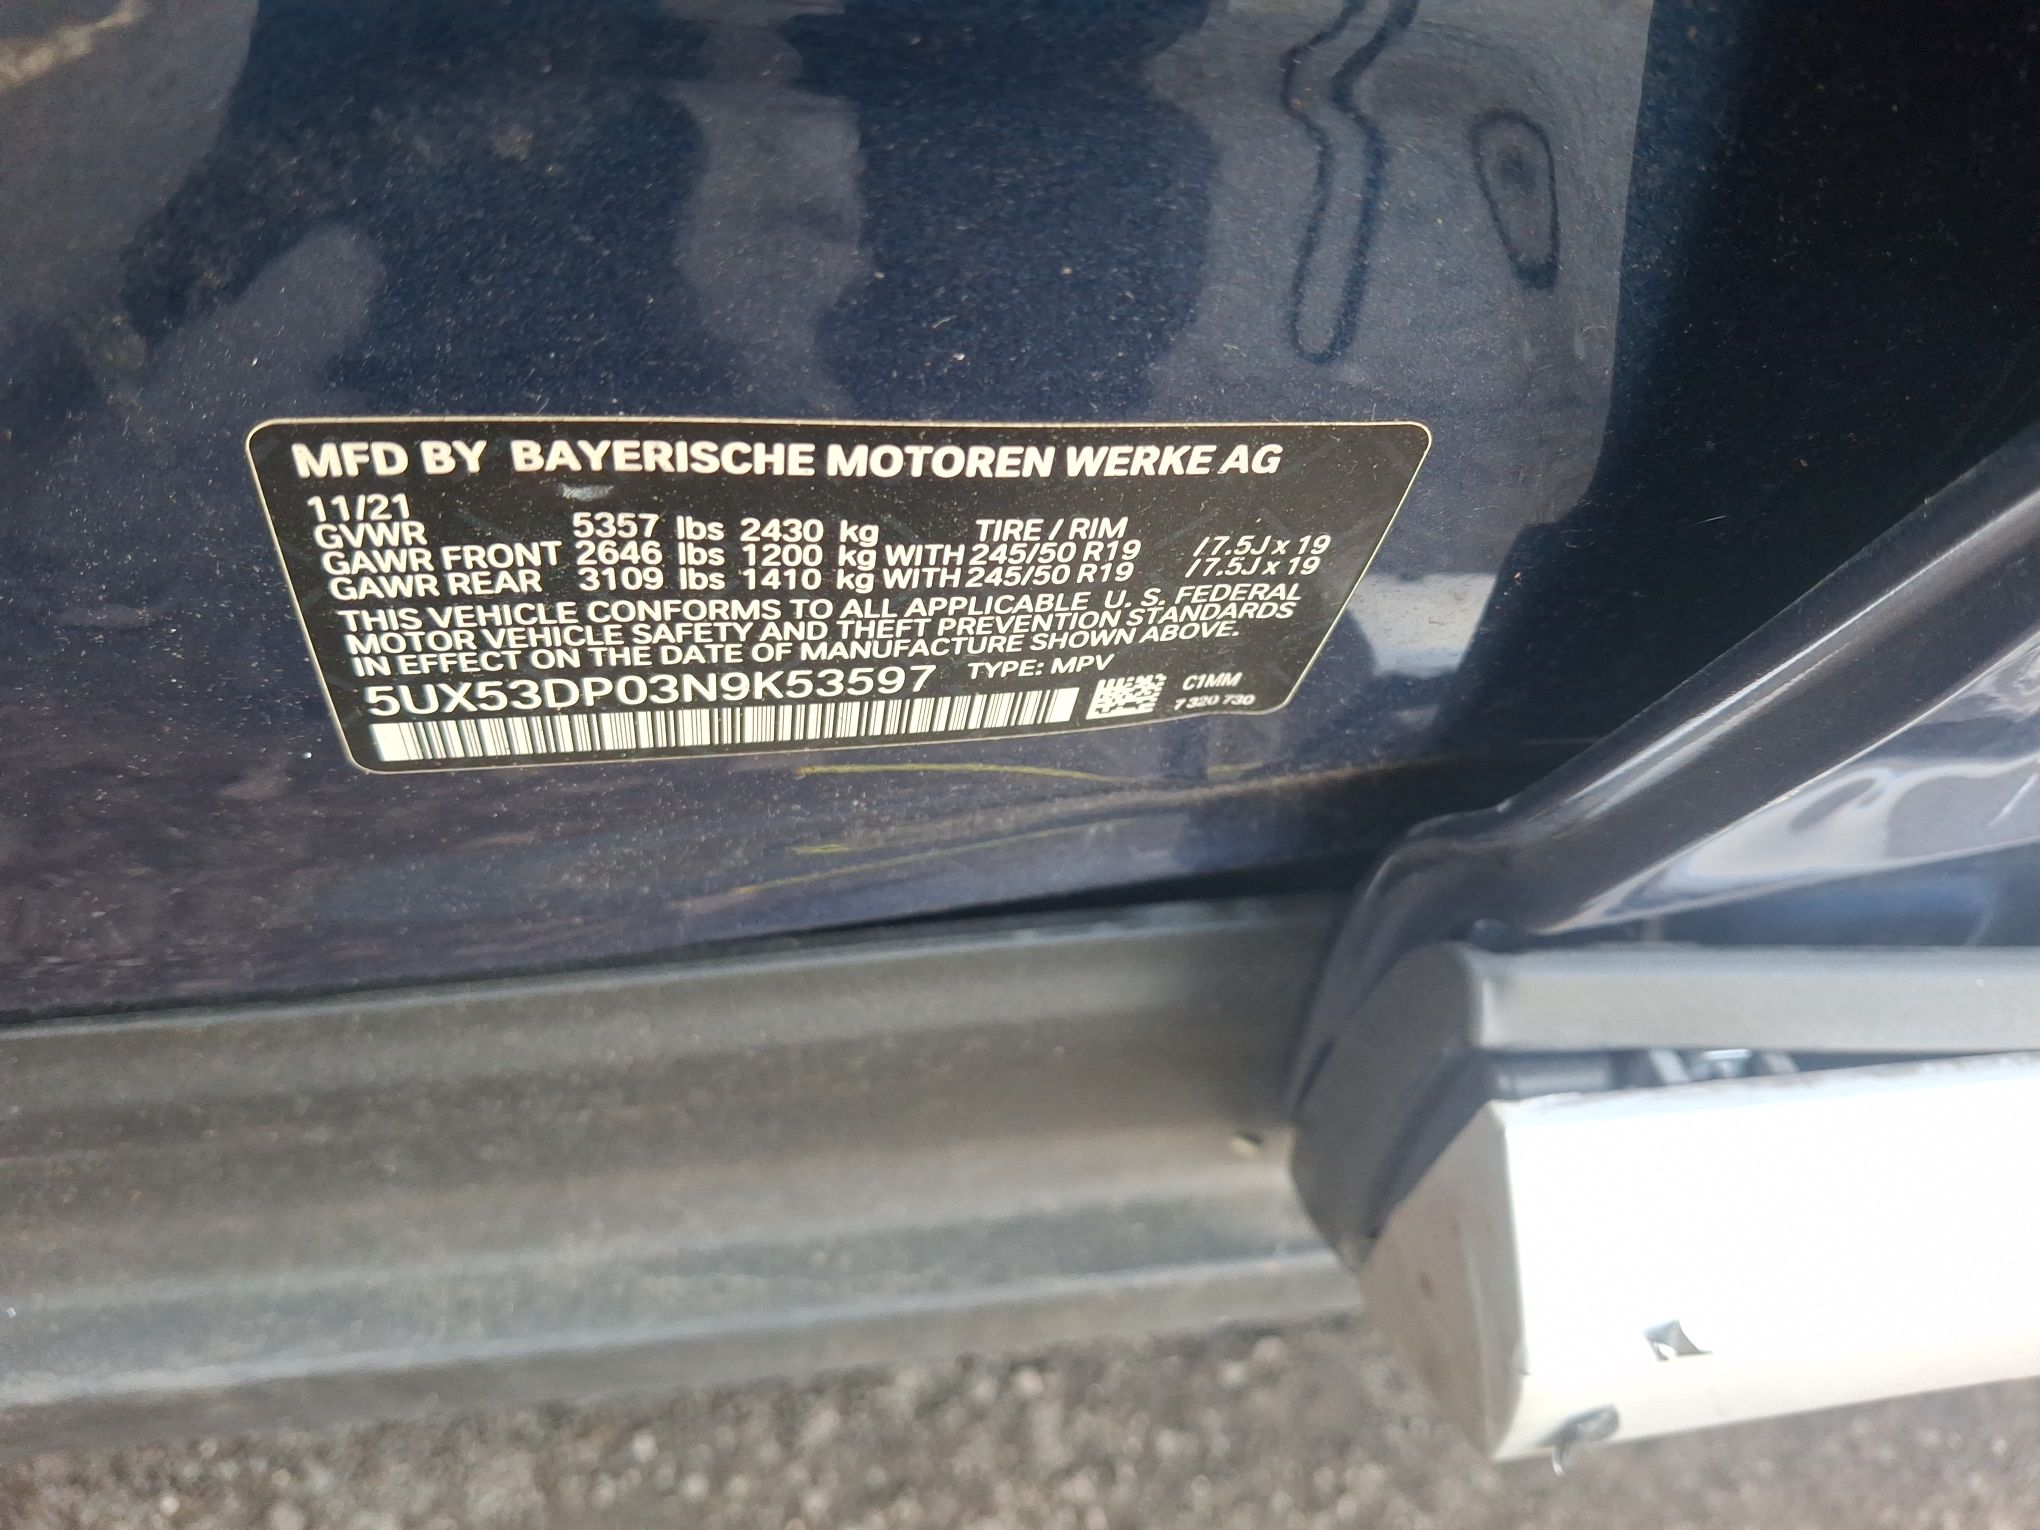 MFD BY BAYERISCHE MOTOREN WERKE AG
11/21
GVWR 5357 lbs 2430 kg TIRE / RIM
GAWR FRONT 2646 lbs 1200 kg WITH 245/50 R19 / 7.5J x 19
GAWR REAR 3109 lbs 1410 kg WITH 245/50 R19 / 7.5J x 19
THIS VEHICLE CONFORMS TO ALL APPLICABLE U. S. FEDERAL
MOTOR VEHICLE SAFETY AND THEFT PREVENTION STANDARDS
IN EFFECT ON THE DATE OF MANUFACTURE SHOWN ABOVE.
5UX53DP03N9K53597 TYPE: MPV
C1MM
7 320 730